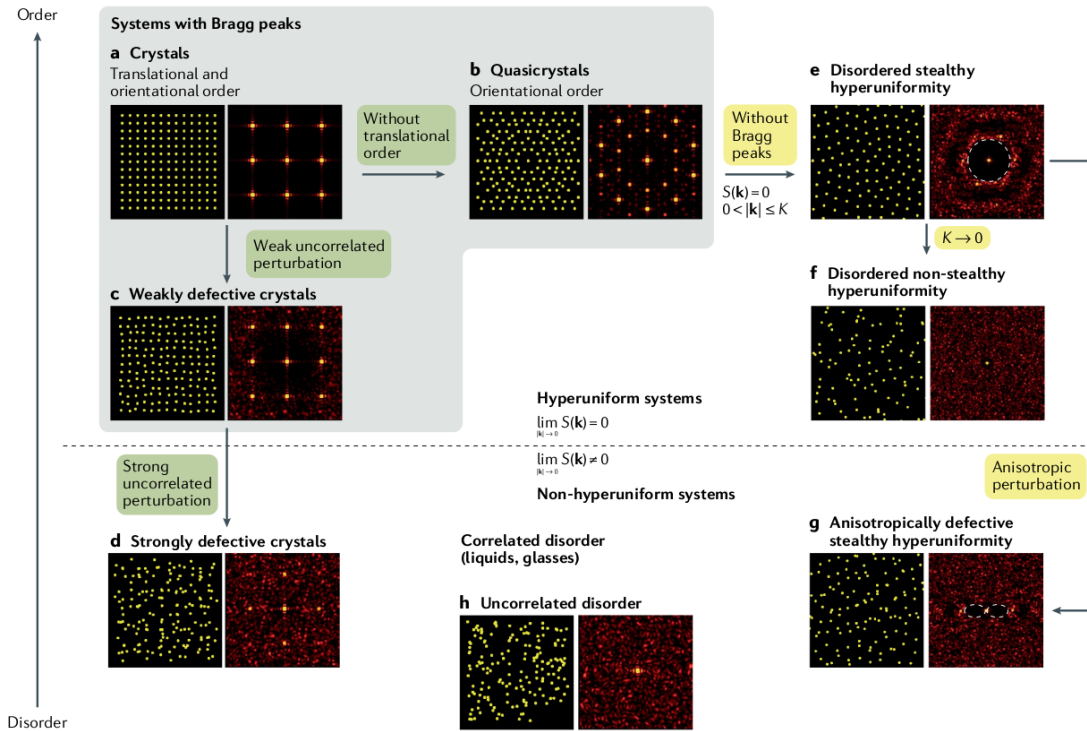 Order
Systems with Bragg peaks
a Crystals
Translational and
orientational order
Without
translational
order
b Quasicrystals
Orientational order
Without
Bragg
peaks
S(k) = 0
0 < |k| ≤ K
e Disordered stealthy
hyperuniformity
Weak uncorrelated
perturbation
K → 0
c Weakly defective crystals
f Disordered non-stealthy
hyperuniformity
Hyperuniform systems
lim S(k) = 0
|k| → 0
lim S(k) ≠ 0
|k| → 0
Non-hyperuniform systems
Strong
uncorrelated
perturbation
Anisotropic
perturbation
d Strongly defective crystals
Correlated disorder
(liquids, glasses)
h Uncorrelated disorder
g Anisotropically defective
stealthy hyperuniformity
Disorder